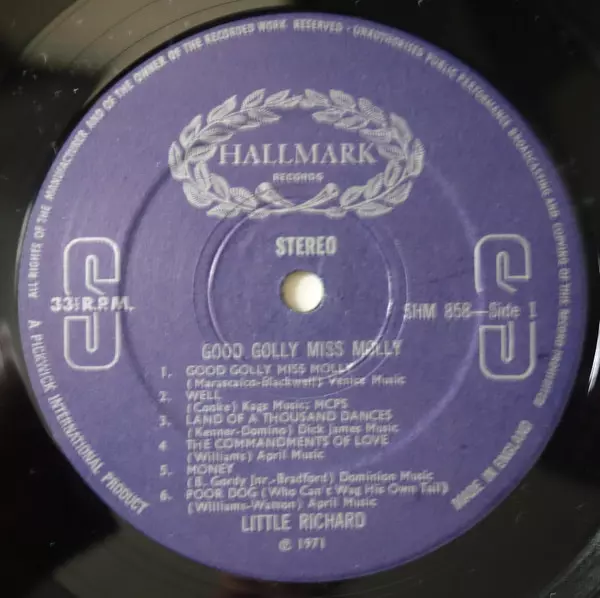 ALL RIGHTS OF THE MANUFACTURER AND OF THE OWNER OF THE RECORDED WORK RESERVED - UNAUTHORISED PUBLIC PERFORMANCE BROADCASTING AND COPYING OF THIS RECORD PROHIBITED
HALLMARK
RECORDS
STEREO
S
S
33⅓ R.P.M.
SHM 858—Side 1
GOOD GOLLY MISS MOLLY
1. GOOD GOLLY MISS MOLLY
(Marascalco-Blackwell) Venice Music
2. WELL
(Cooke) Kags Music; MCPS
3. LAND OF A THOUSAND DANCES
(Kenner-Domino) Dick James Music
4 THE COMMANDMENTS OF LOVE
(Williams) April Music
5. MONEY
(B. Gordy Jnr.-Bradford) Dominion Music
6. POOR DOG (Who Can't Wag His Own Tail)
(Williams-Watson) April Music
LITTLE RICHARD
℗ 1971
A PICKWICK INTERNATIONAL PRODUCT
MADE IN ENGLAND